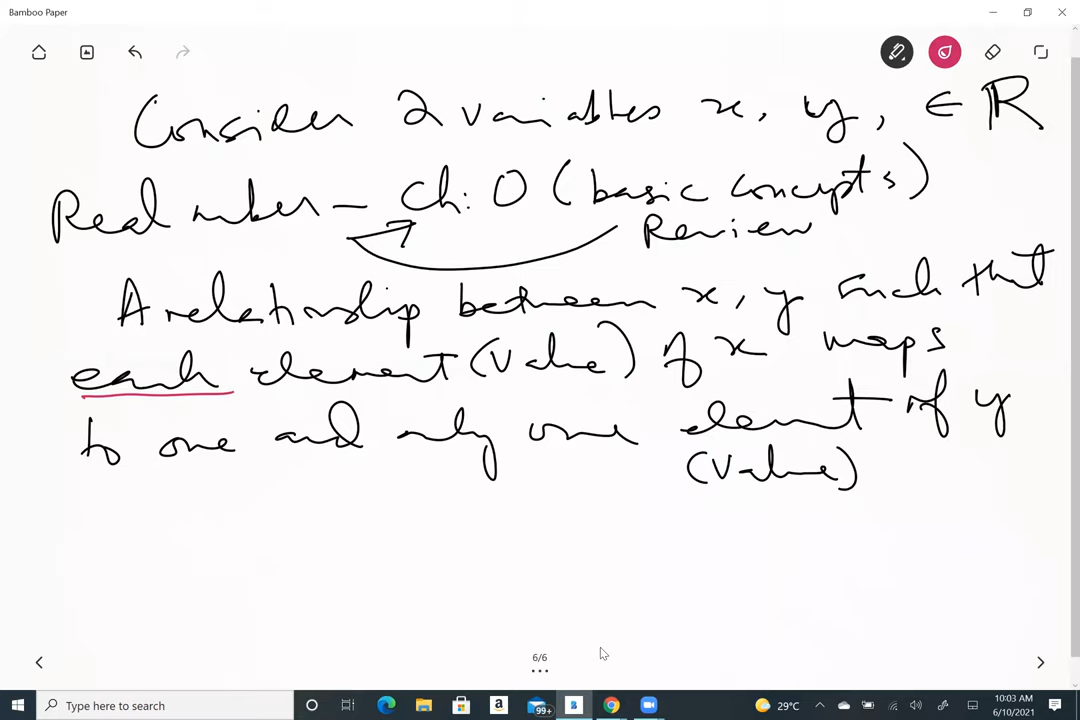 Bamboo Paper
Consider 2 variables x, y, ∈ ℝ
Real number – Ch: 0 (basic concepts)
Review
A relationship between x, y such that
each element (Value) of x maps
to one and only one element of y
(Value)
6/6
Type here to search
a
99+
29°C
10:03 AM
6/10/2021